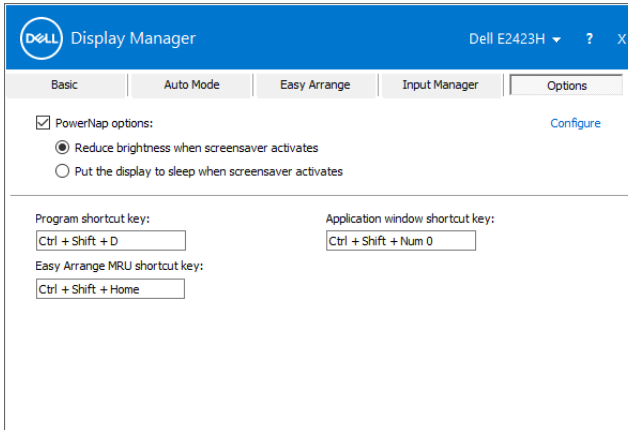 DELL Display Manager Dell E2423H ? X
Basic Auto Mode Easy Arrange Input Manager Options
PowerNap options: Configure
Reduce brightness when screensaver activates
Put the display to sleep when screensaver activates
Program shortcut key: Application window shortcut key:
Ctrl + Shift + D Ctrl + Shift + Num 0
Easy Arrange MRU shortcut key:
Ctrl + Shift + Home